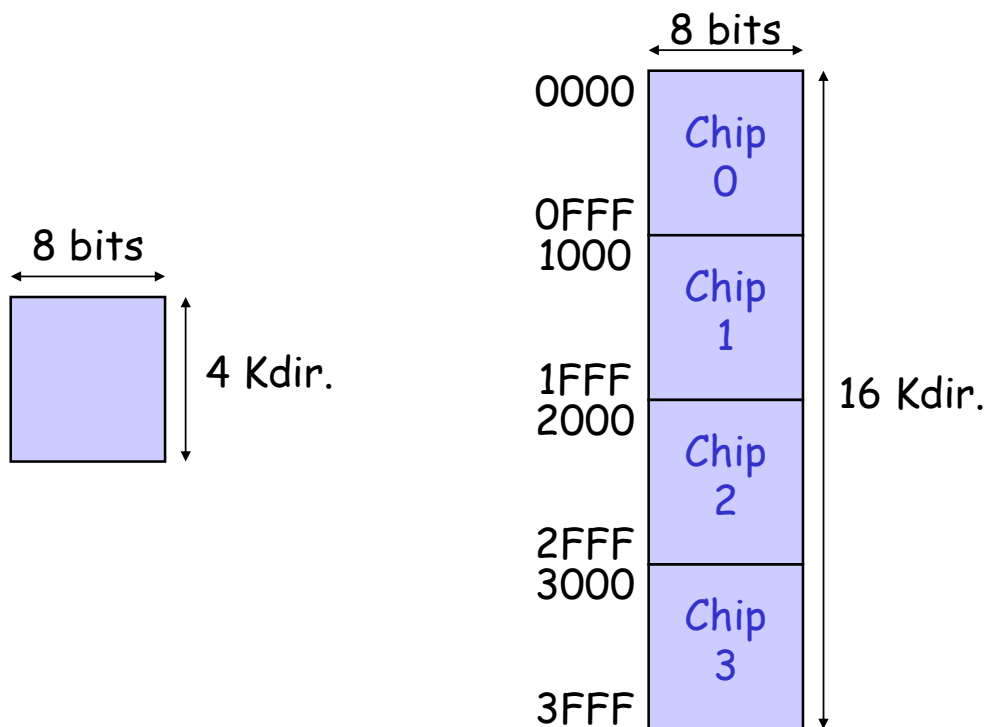 8 bits
4 Kdir.
8 bits
0000
Chip
0
0FFF
1000
Chip
1
1FFF
2000
Chip
2
2FFF
3000
Chip
3
3FFF
16 Kdir.